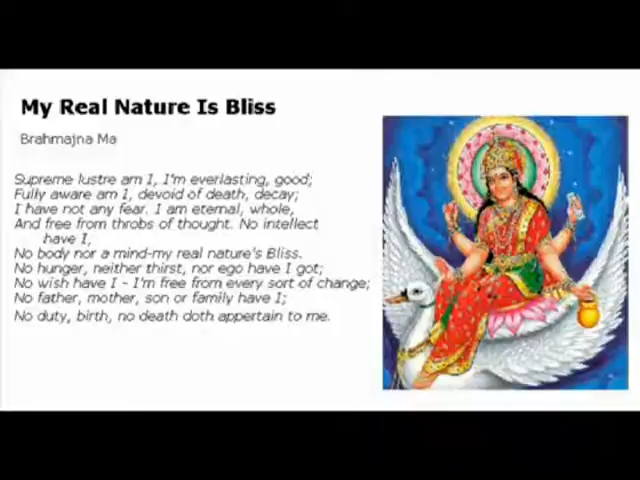 My Real Nature Is Bliss
Brahmajna Ma
Supreme lustre am I, I'm everlasting, good;
Fully aware am I, devoid of death, decay;
I have not any fear. I am eternal, whole,
And free from throbs of thought. No intellect
have I,
No body nor a mind-my real nature's Bliss.
No hunger, neither thirst, nor ego have I got;
No wish have I - I'm free from every sort of change;
No father, mother, son or family have I;
No duty, birth, no death doth appertain to me.